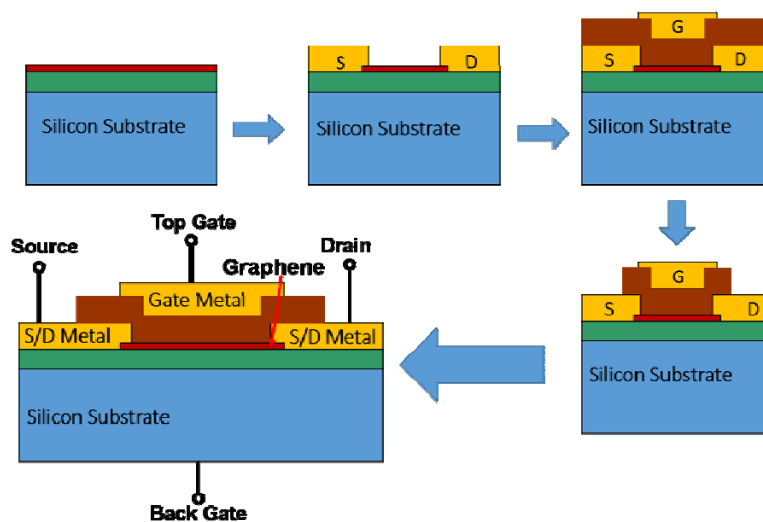 Silicon Substrate
S
D
Silicon Substrate
G
S
D
Silicon Substrate
G
S
D
Silicon Substrate
Top Gate
Source
Drain
Graphene
Gate Metal
S/D Metal
S/D Metal
Silicon Substrate
Back Gate